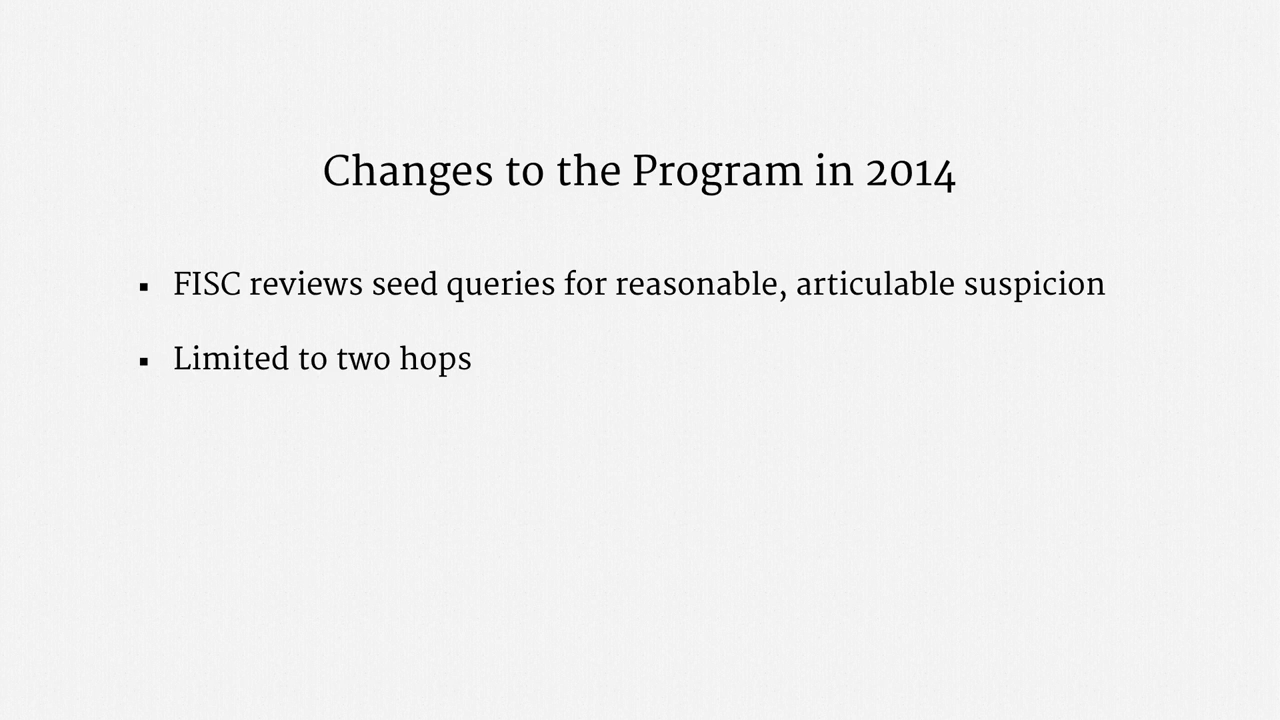 Changes to the Program in 2014
▪ FISC reviews seed queries for reasonable, articulable suspicion
▪ Limited to two hops